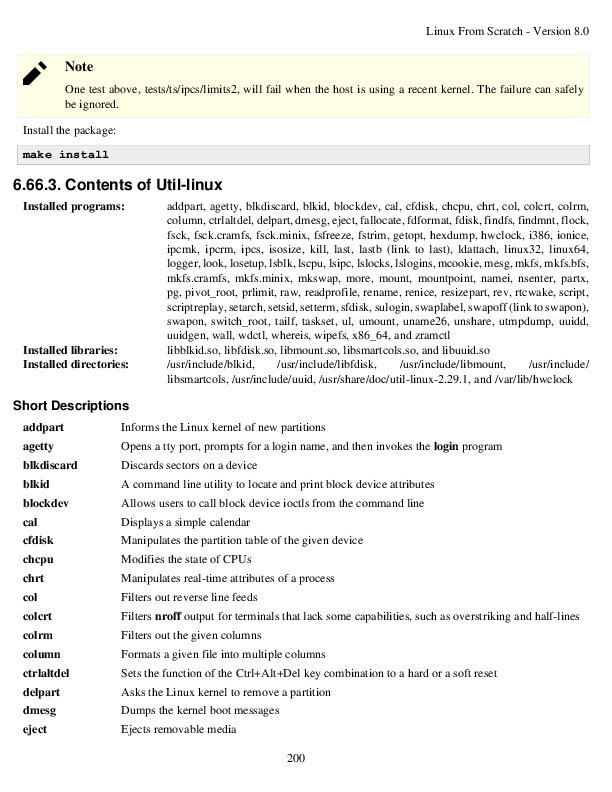 Linux From Scratch - Version 8.0
Note
One test above, tests/ts/ipcs/limits2, will fail when the host is using a recent kernel. The failure can safely
be ignored.
Install the package:
make install
6.66.3. Contents of Util-linux
Installed programs: addpart, agetty, blkdiscard, blkid, blockdev, cal, cfdisk, chcpu, chrt, col, colcrt, colrm,
column, ctrlaltdel, delpart, dmesg, eject, fallocate, fdformat, fdisk, findfs, findmnt, flock,
fsck, fsck.cramfs, fsck.minix, fsfreeze, fstrim, getopt, hexdump, hwclock, i386, ionice,
ipcmk, ipcrm, ipcs, isosize, kill, last, lastb (link to last), ldattach, linux32, linux64,
logger, look, losetup, lsblk, lscpu, lsipc, lslocks, lslogins, mcookie, mesg, mkfs, mkfs.bfs,
mkfs.cramfs, mkfs.minix, mkswap, more, mount, mountpoint, namei, nsenter, partx,
pg, pivot_root, prlimit, raw, readprofile, rename, renice, resizepart, rev, rtcwake, script,
scriptreplay, setarch, setsid, setterm, sfdisk, sulogin, swaplabel, swapoff (link to swapon),
swapon, switch_root, tailf, taskset, ul, umount, uname26, unshare, utmpdump, uuidd,
uuidgen, wall, wdctl, whereis, wipefs, x86_64, and zramctl
Installed libraries: libblkid.so, libfdisk.so, libmount.so, libsmartcols.so, and libuuid.so
Installed directories: /usr/include/blkid, /usr/include/libfdisk, /usr/include/libmount, /usr/include/
libsmartcols, /usr/include/uuid, /usr/share/doc/util-linux-2.29.1, and /var/lib/hwclock
Short Descriptions
addpart Informs the Linux kernel of new partitions
agetty Opens a tty port, prompts for a login name, and then invokes the login program
blkdiscard Discards sectors on a device
blkid A command line utility to locate and print block device attributes
blockdev Allows users to call block device ioctls from the command line
cal Displays a simple calendar
cfdisk Manipulates the partition table of the given device
chcpu Modifies the state of CPUs
chrt Manipulates real-time attributes of a process
col Filters out reverse line feeds
colcrt Filters nroff output for terminals that lack some capabilities, such as overstriking and half-lines
colrm Filters out the given columns
column Formats a given file into multiple columns
ctrlaltdel Sets the function of the Ctrl+Alt+Del key combination to a hard or a soft reset
delpart Asks the Linux kernel to remove a partition
dmesg Dumps the kernel boot messages
eject Ejects removable media
200